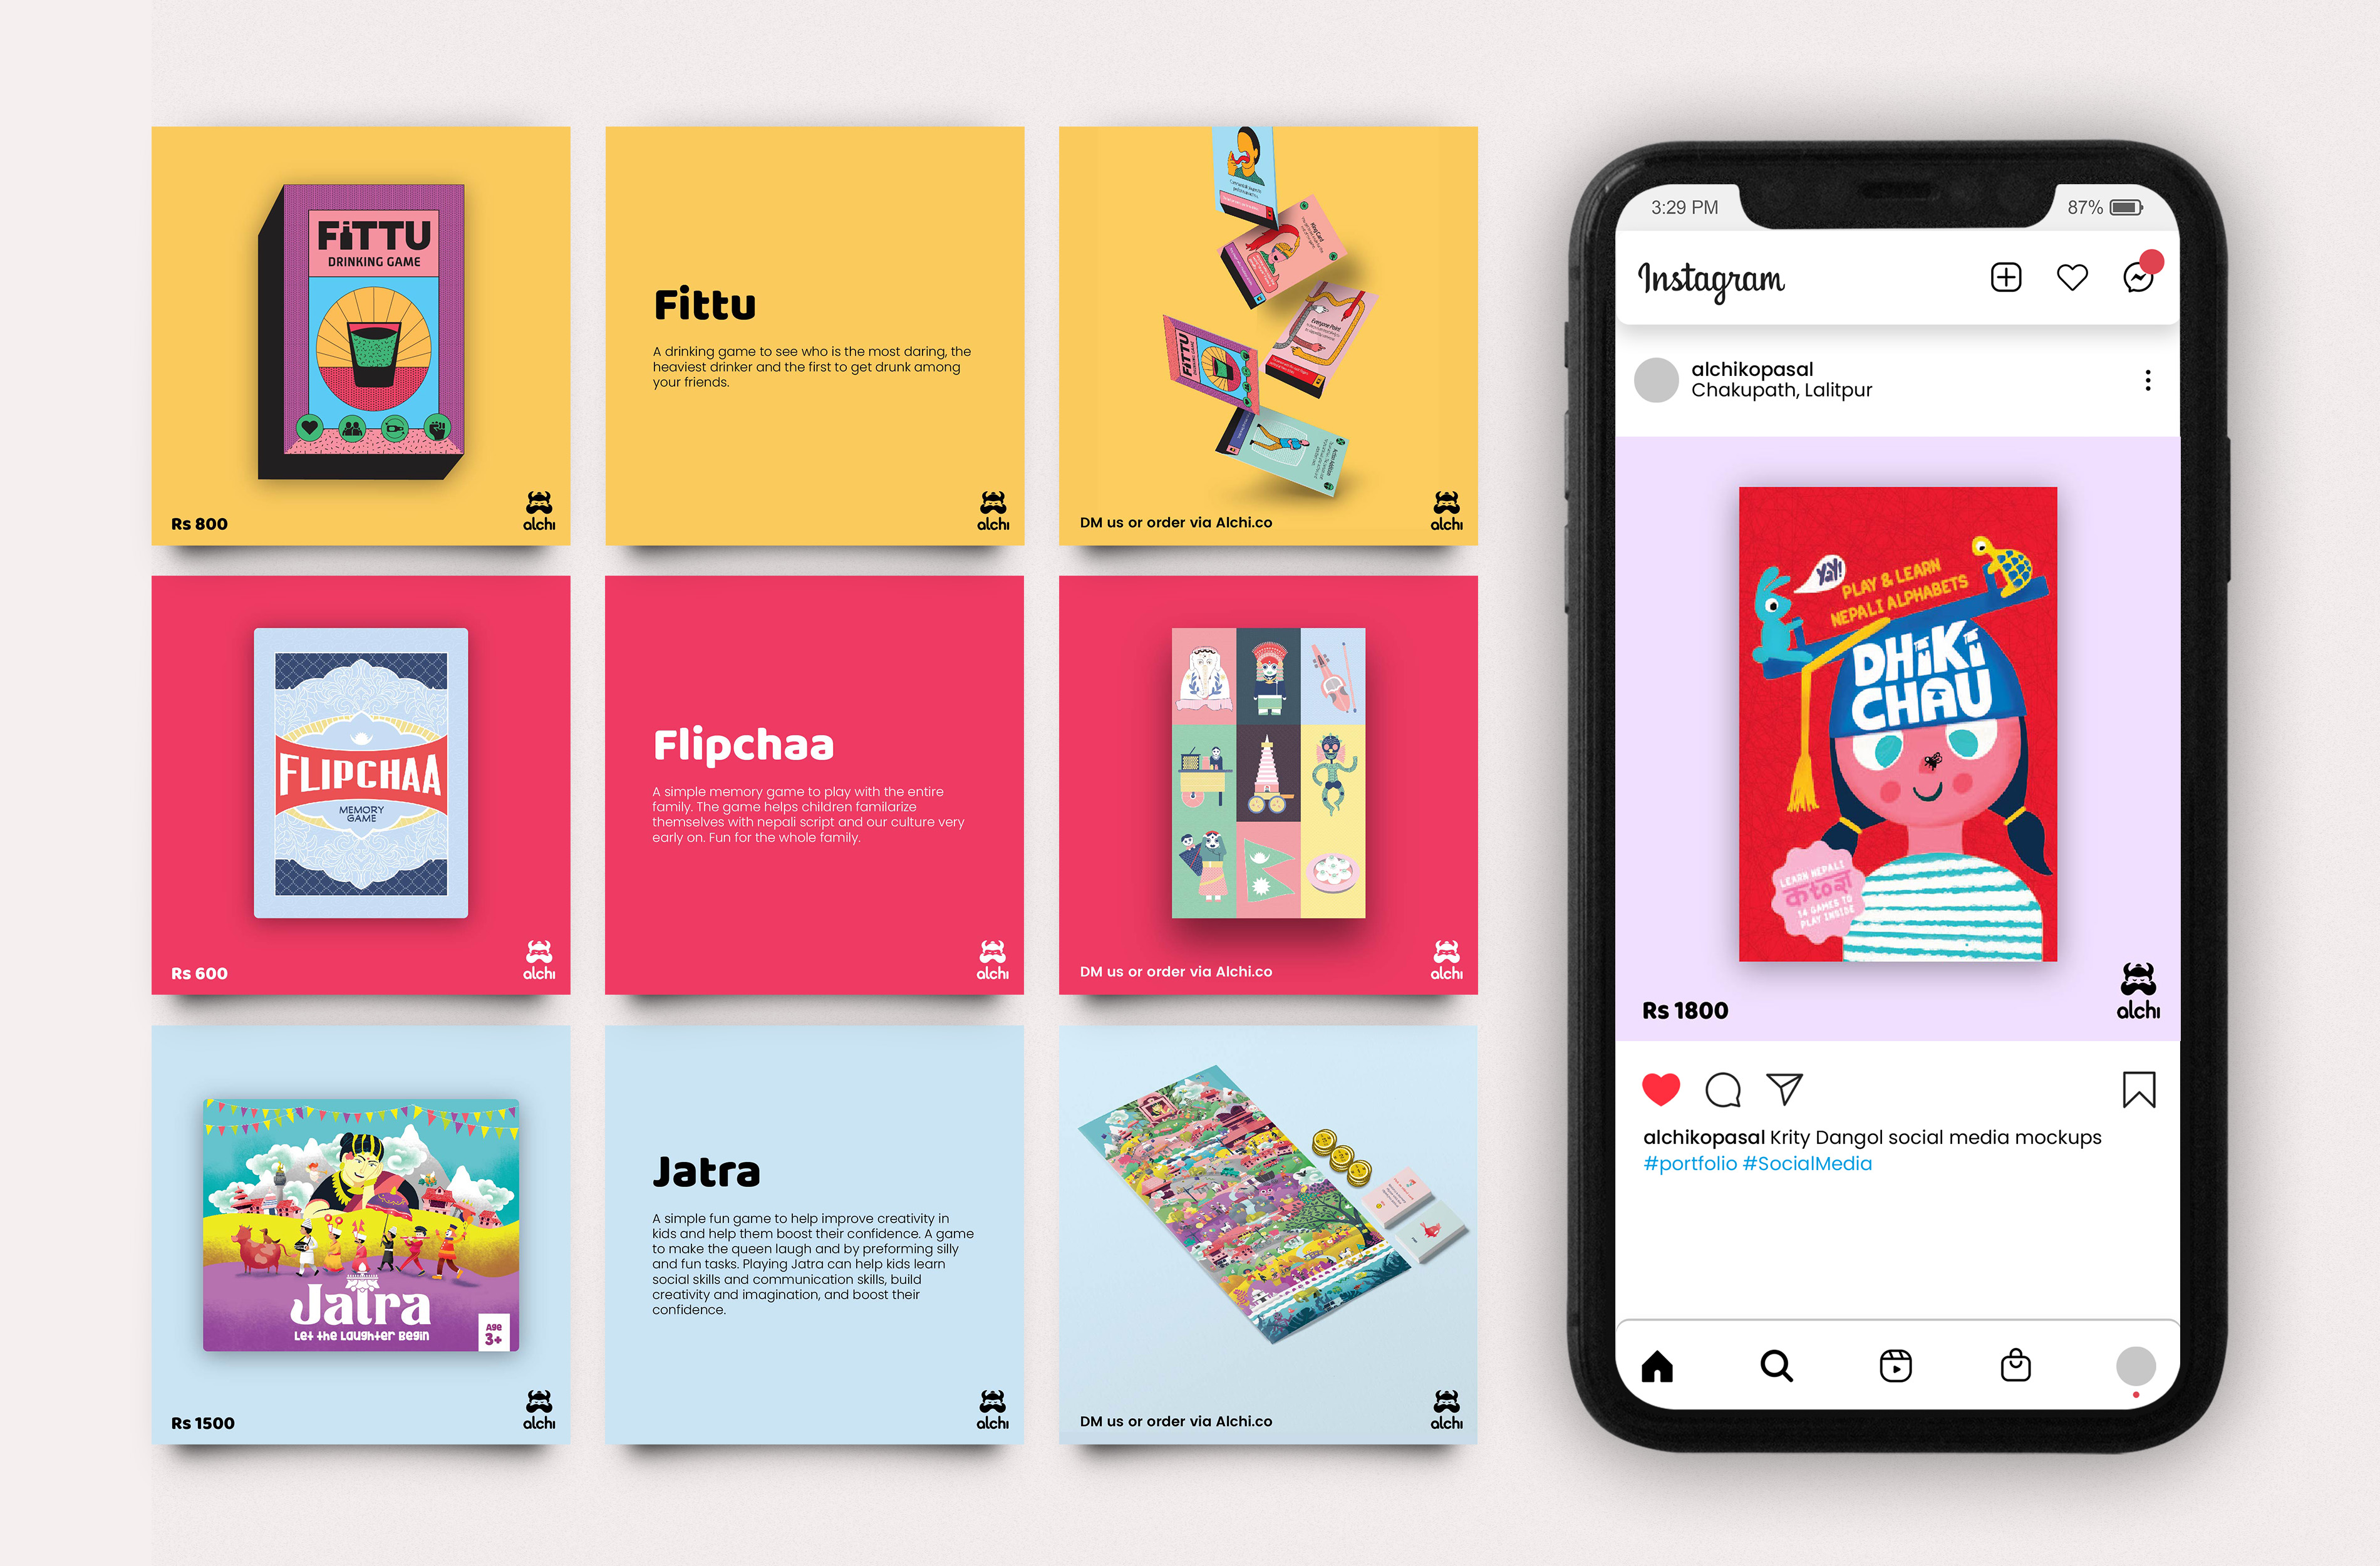 FiTTU
DRINKING GAME
Rs 800
alchi
Fittu
A drinking game to see who is the most daring, the
heaviest drinker and the first to get drunk among
your friends.
alchi
King Card
Everyone Point
FiTTU
Action Addition
DM us or order via Alchi.co
alchi
FLIPCHAA
MEMORY
GAME
Rs 600
alchi
Flipchaa
A simple memory game to play with the entire
family. The game helps children familarize
themselves with nepali script and our culture very
early on. Fun for the whole family.
alchi
DM us or order via Alchi.co
alchi
Jatra
Let the Laughter Begin
Age
3+
Rs 1500
alchi
Jatra
A simple fun game to help improve creativity in
kids and help them boost their confidence. A game
to make the queen laugh and by preforming silly
and fun tasks. Playing Jatra can help kids learn
social skills and communication skills, build
creativity and imagination, and boost their
confidence.
alchi
DM us or order via Alchi.co
alchi
3:29 PM
87%
Instagram
alchikopasal
Chakupath, Lalitpur
YaY!
PLAY & LEARN
NEPALI ALPHABETS
DHiKi
CHAU
LEARN NEPALI
क to ज्ञ
14 GAMES TO
PLAY INSIDE
Rs 1800
alchi
alchikopasal Krity Dangol social media mockups
#portfolio #SocialMedia